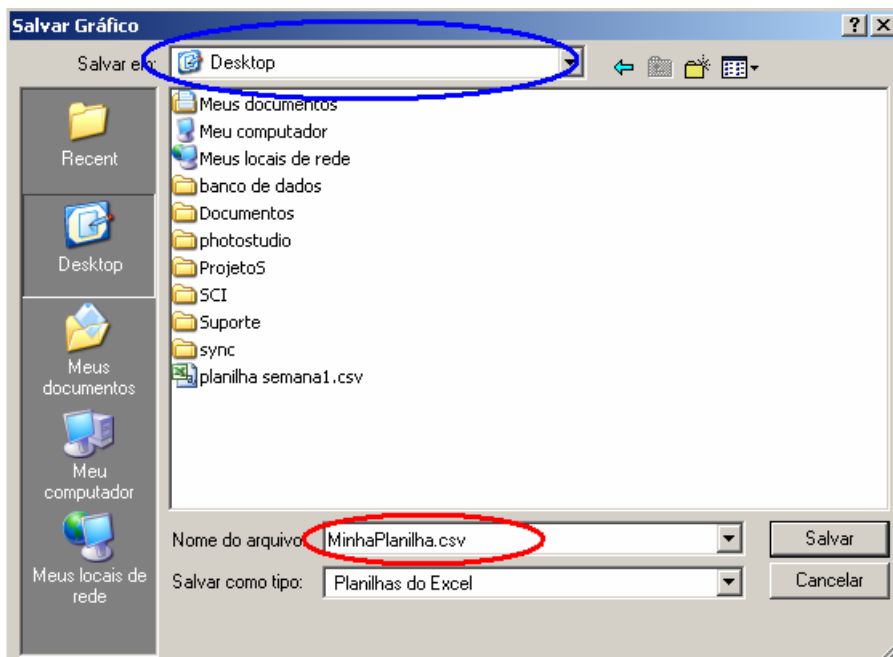 Salvar Gráfico
Salvar em: Desktop
Recent
Desktop
Meus
documentos
Meu
computador
Meus locais de
rede
Meus documentos
Meu computador
Meus locais de rede
banco de dados
Documentos
photostudio
ProjetoS
SCI
Suporte
sync
planilha semana1.csv
Nome do arquivo: MinhaPlanilha.csv Salvar
Salvar como tipo: Planilhas do Excel Cancelar